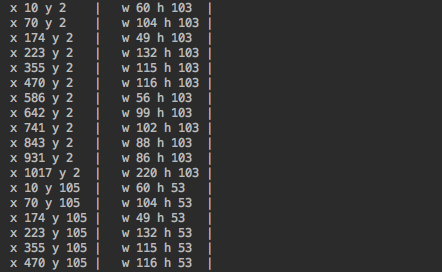 x 10 y 2 | w 60 h 103 |
x 70 y 2 | w 104 h 103 |
x 174 y 2 | w 49 h 103 |
x 223 y 2 | w 132 h 103 |
x 355 y 2 | w 115 h 103 |
x 470 y 2 | w 116 h 103 |
x 586 y 2 | w 56 h 103 |
x 642 y 2 | w 99 h 103 |
x 741 y 2 | w 102 h 103 |
x 843 y 2 | w 88 h 103 |
x 931 y 2 | w 86 h 103 |
x 1017 y 2 | w 220 h 103 |
x 10 y 105 | w 60 h 53 |
x 70 y 105 | w 104 h 53 |
x 174 y 105 | w 49 h 53 |
x 223 y 105 | w 132 h 53 |
x 355 y 105 | w 115 h 53 |
x 470 y 105 | w 116 h 53 |